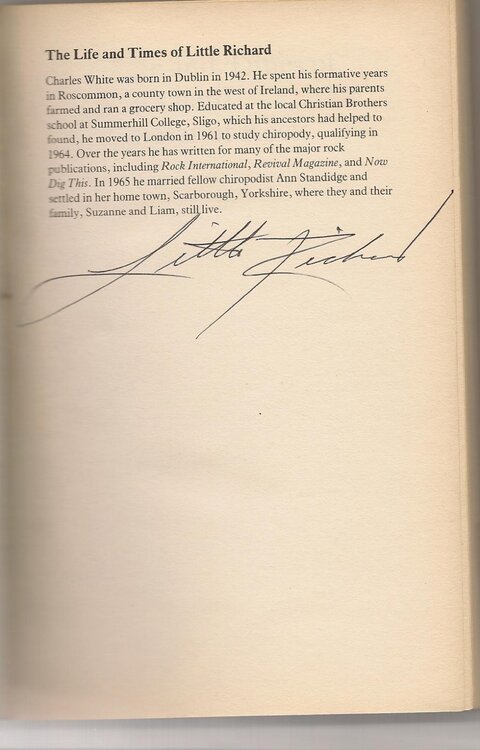 The Life and Times of Little Richard
Charles White was born in Dublin in 1942. He spent his formative years
in Roscommon, a county town in the west of Ireland, where his parents
farmed and ran a grocery shop. Educated at the local Christian Brothers
school at Summerhill College, Sligo, which his ancestors had helped to
found, he moved to London in 1961 to study chiropody, qualifying in
1964. Over the years he has written for many of the major rock
publications, including Rock International, Revival Magazine, and Now
Dig This. In 1965 he married fellow chiropodist Ann Standidge and
settled in her home town, Scarborough, Yorkshire, where they and their
family, Suzanne and Liam, still live.
Little Richard